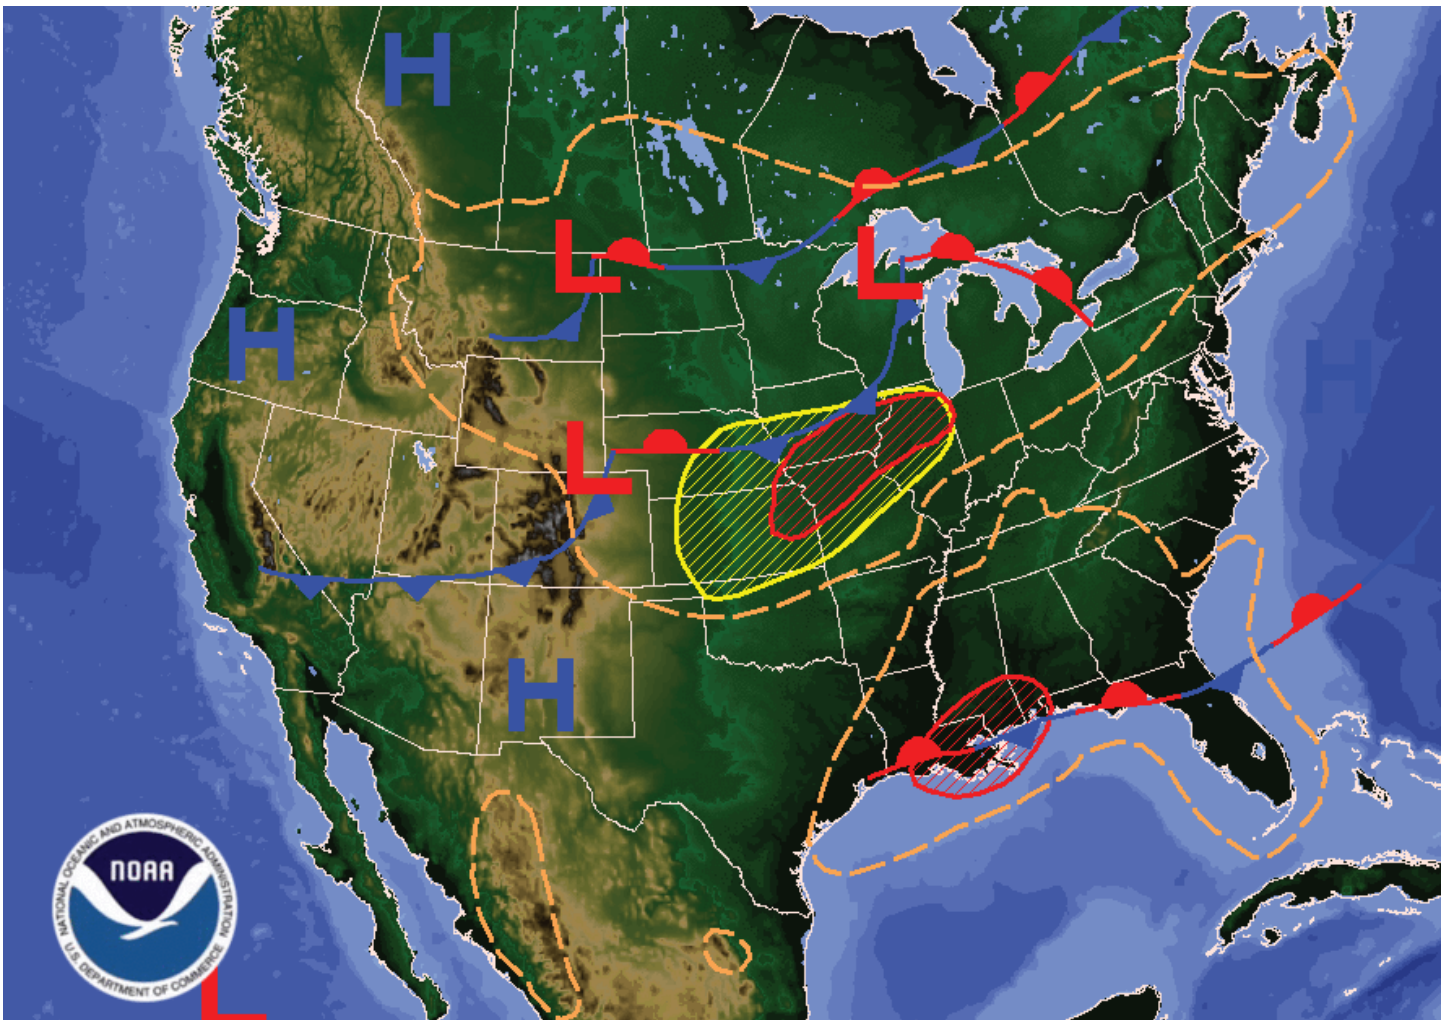 H
L
L
H
H
L
H
NOAA
NATIONAL OCEANIC AND ATMOSPHERIC ADMINISTRATION
U.S. DEPARTMENT OF COMMERCE
L